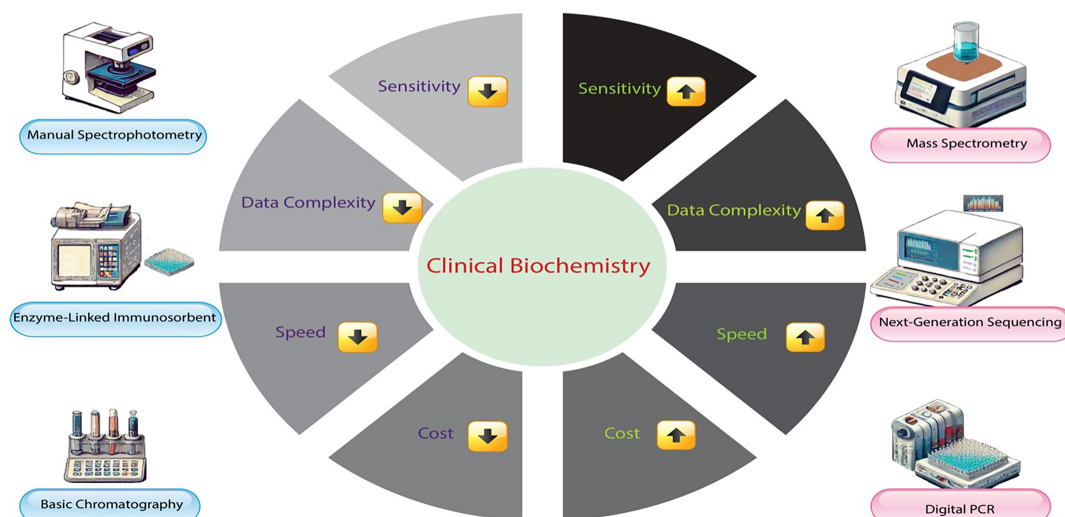 Sensitivity
Sensitivity
Manual Spectrophotometry
Mass Spectrometry
Data Complexity
Data Complexity
Clinical Biochemistry
Enzyme-Linked Immunosorbent
Next-Generation Sequencing
Speed
Speed
Cost
Cost
Basic Chromatography
Digital PCR